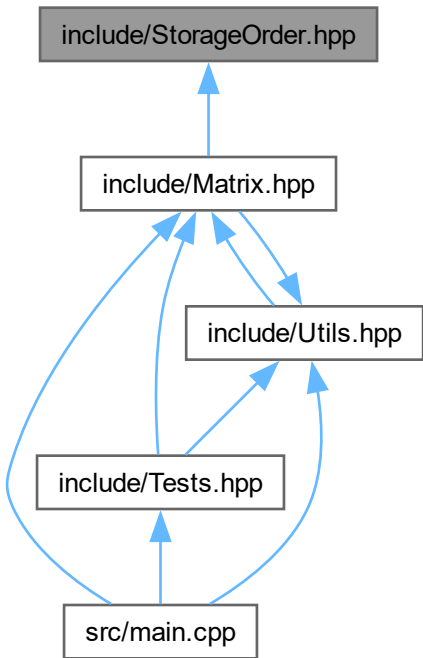 include/StorageOrder.hpp
include/Matrix.hpp
include/Utils.hpp
include/Tests.hpp
src/main.cpp